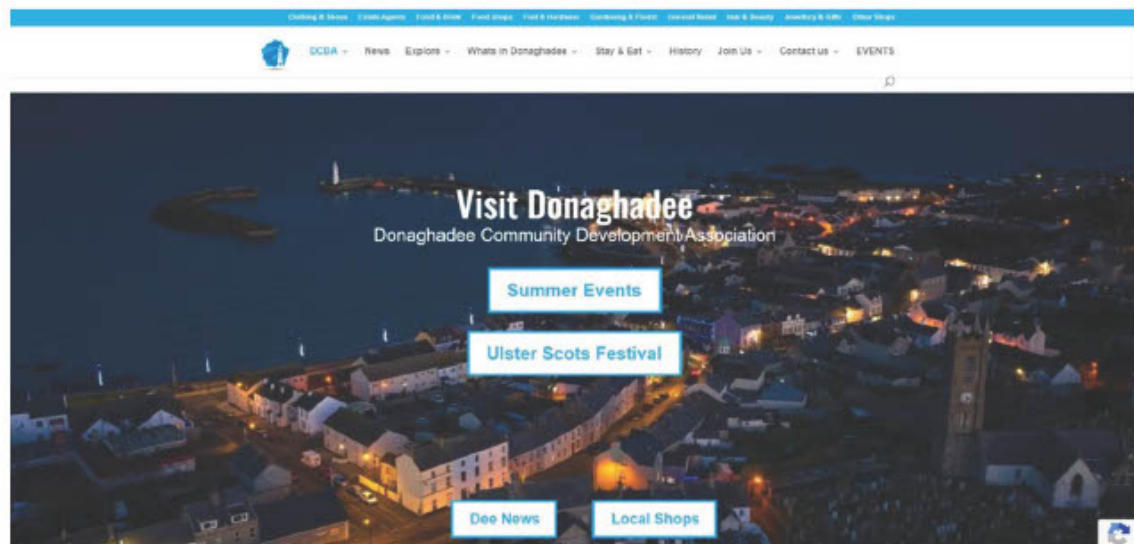 Clothing & Shoes Estate Agents Food & Drink Food Shops Fuel & Hardware Gardening & Florist General Retail Hair & Beauty Jewellery & Gifts Other Shops
DCDA News Explore Whats in Donaghadee Stay & Eat History Join Us Contact us EVENTS
Visit Donaghadee
Donaghadee Community Development Association
Summer Events
Ulster Scots Festival
Dee News Local Shops